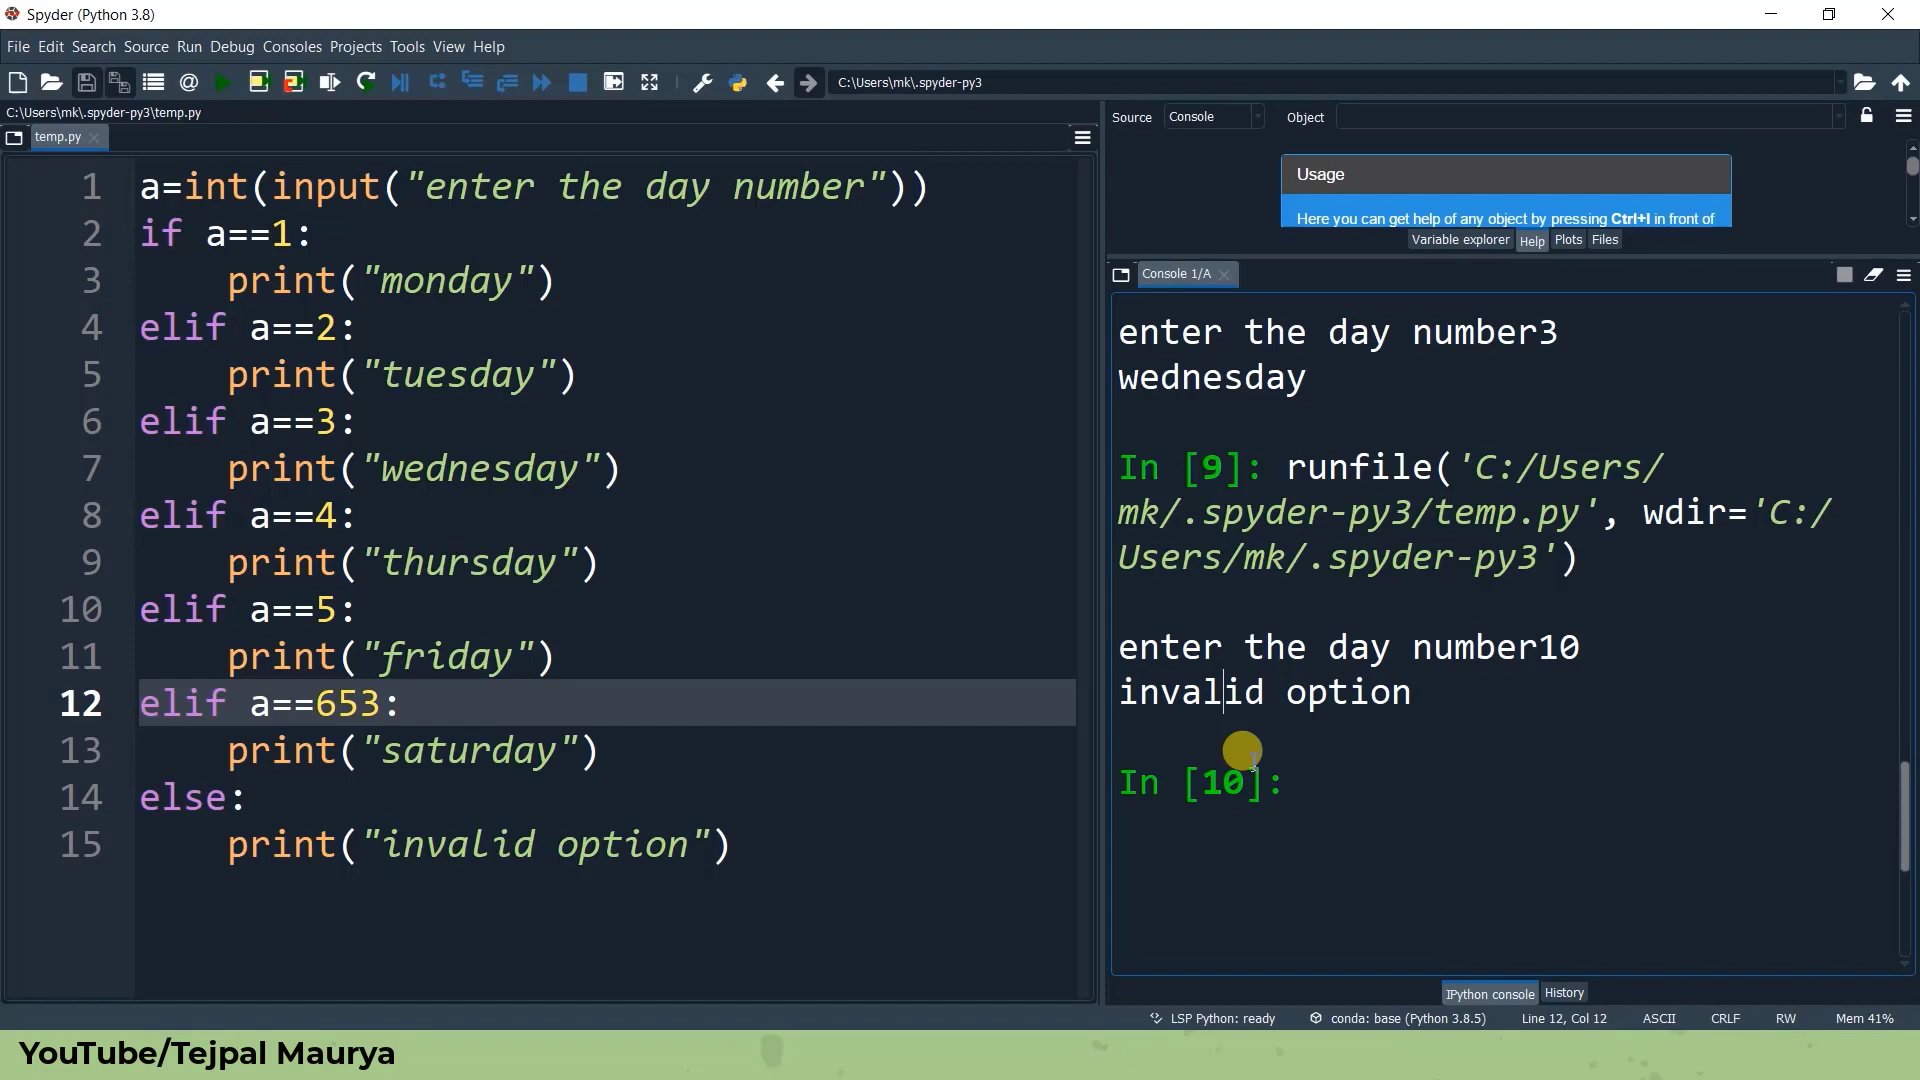 Spyder (Python 3.8)
File Edit Search Source Run Debug Consoles Projects Tools View Help
C:\Users\mk\.spyder-py3
C:\Users\mk\.spyder-py3\temp.py
temp.py
1 a=int(input("enter the day number"))
2 if a==1:
3 print("monday")
4 elif a==2:
5 print("tuesday")
6 elif a==3:
7 print("wednesday")
8 elif a==4:
9 print("thursday")
10 elif a==5:
11 print("friday")
12 elif a==653:
13 print("saturday")
14 else:
15 print("invalid option")
Source Console Object
Usage
Here you can get help of any object by pressing Ctrl+I in front of
Variable explorer Help Plots Files
Console 1/A
enter the day number3
wednesday
In [9]: runfile('C:/Users/
mk/.spyder-py3/temp.py', wdir='C:/
Users/mk/.spyder-py3')
enter the day number10
invalid option
In [10]:
IPython console History
LSP Python: ready conda: base (Python 3.8.5) Line 12, Col 12 ASCII CRLF RW Mem 41%
YouTube/Tejpal Maurya